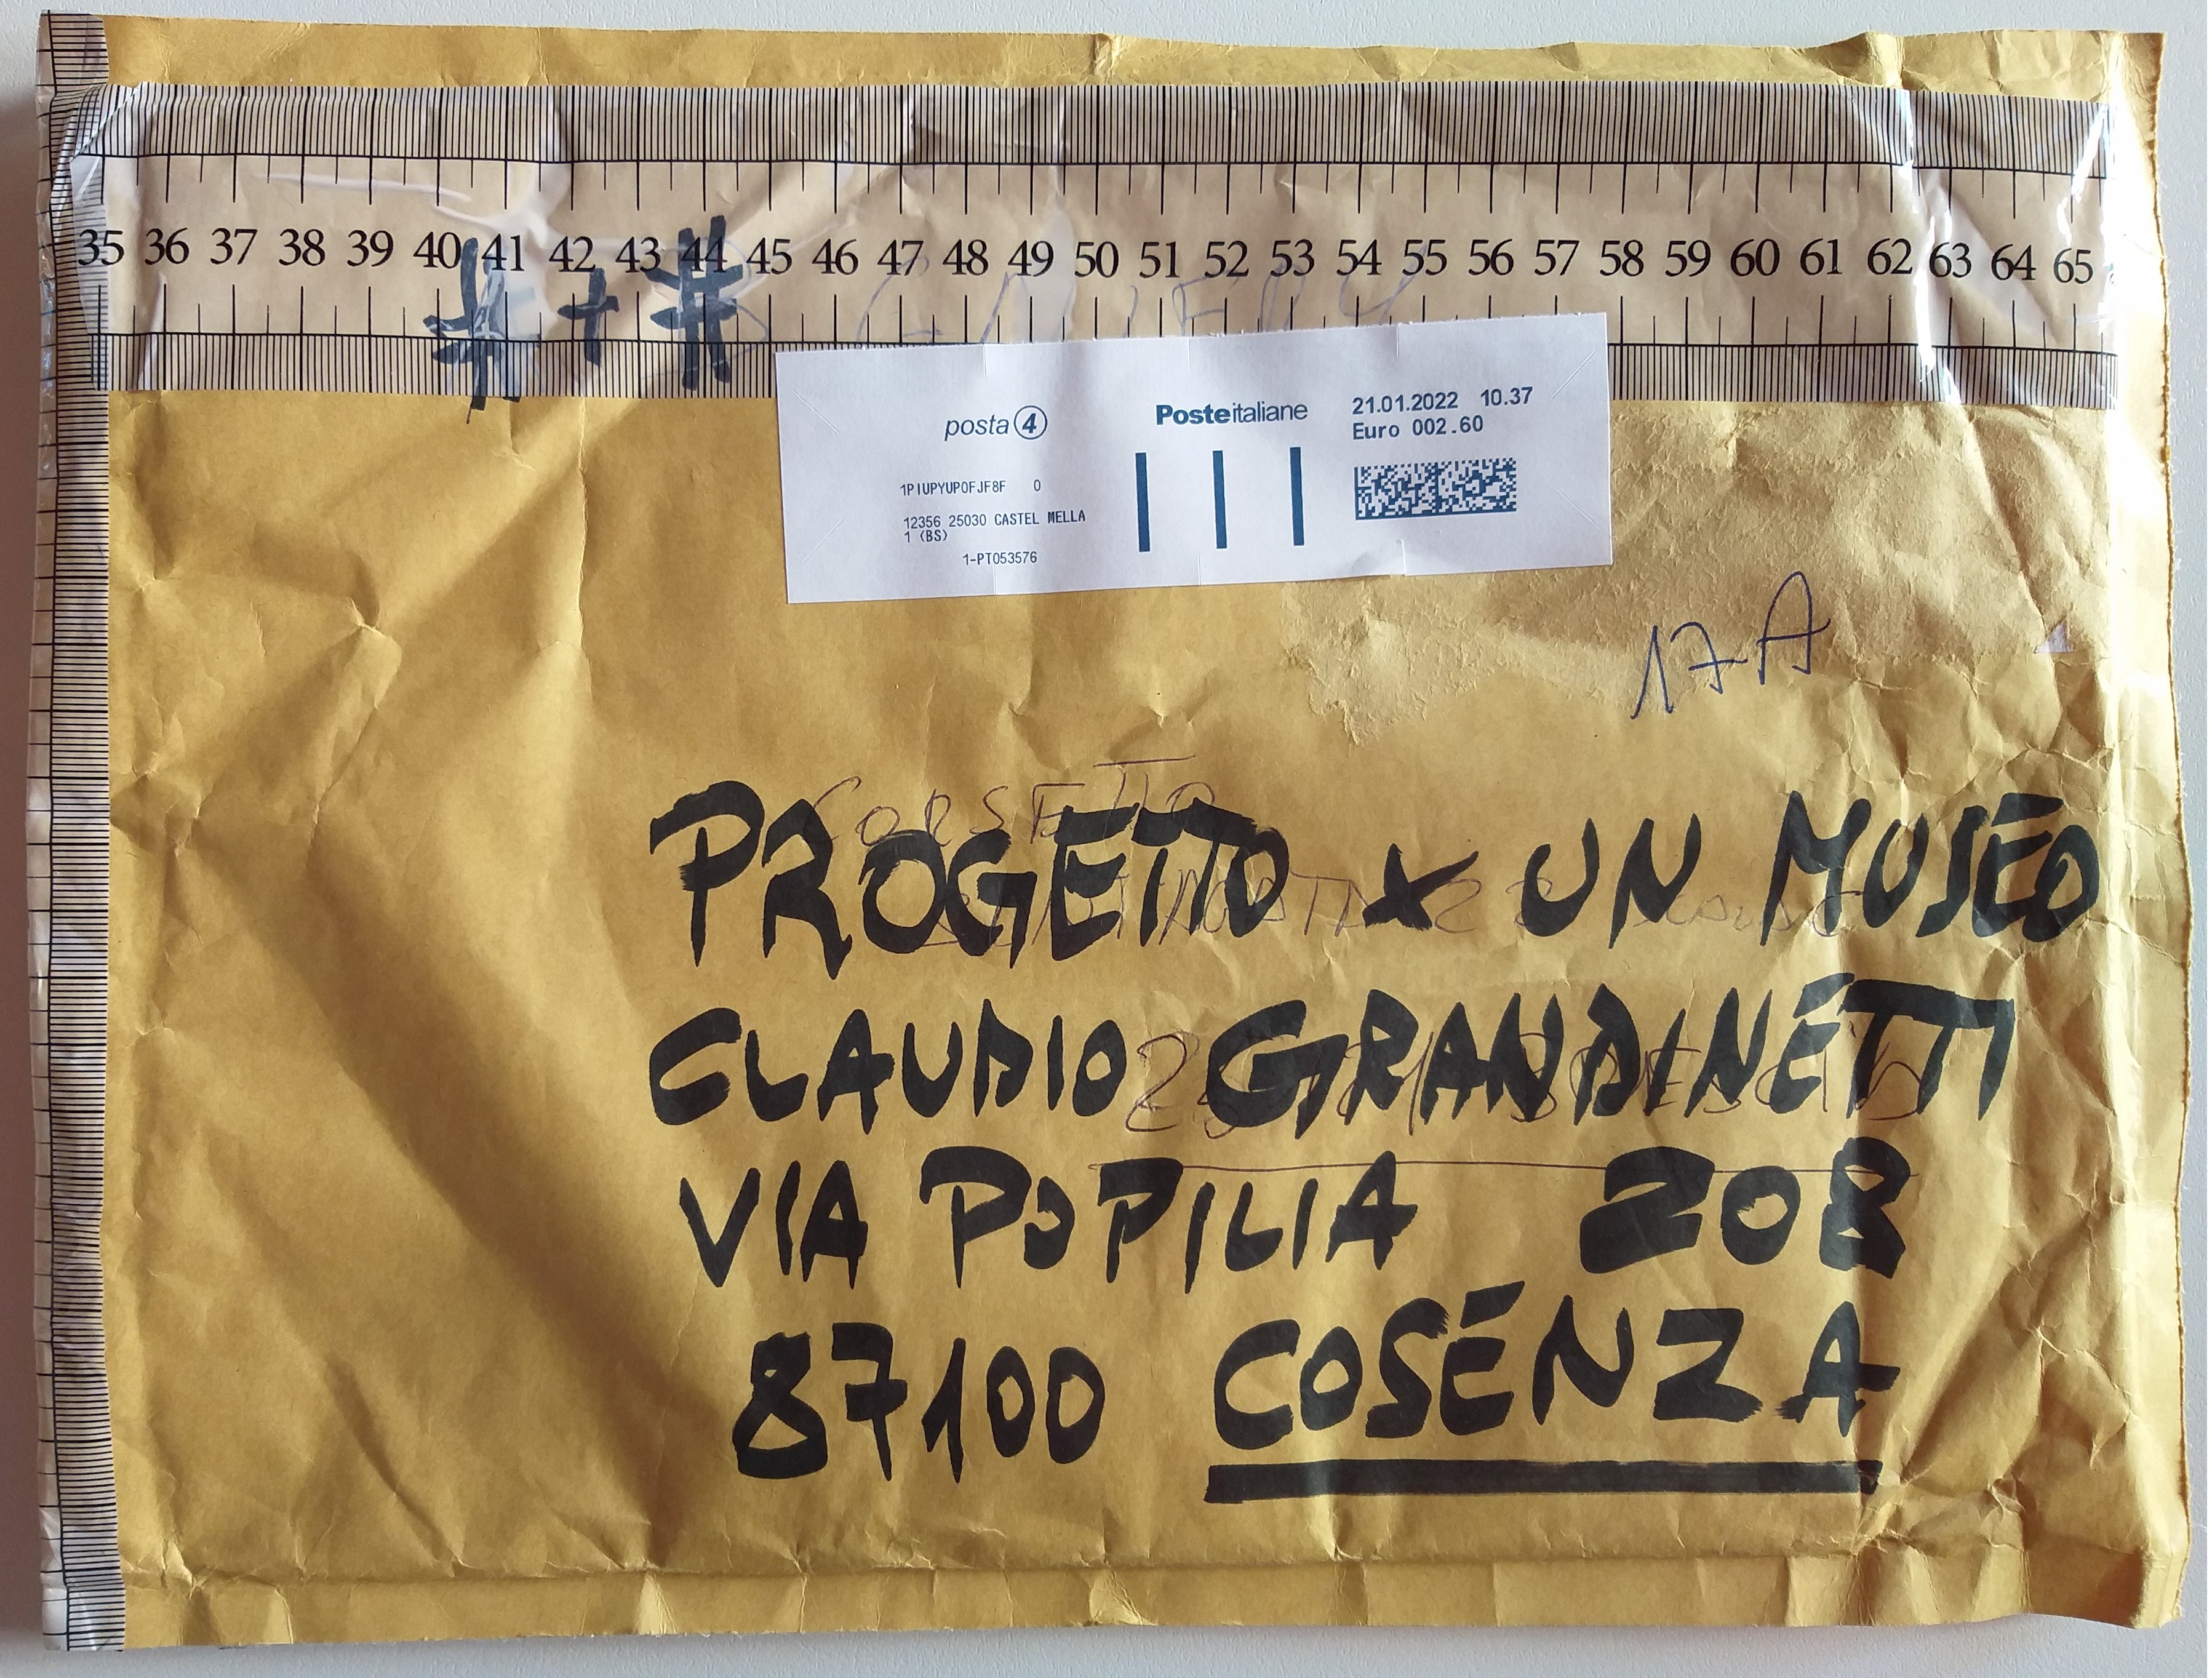 35 36 37 38 39 40 41 42 43 44 45 46 47 48 49 50 51 52 53 54 55 56 57 58 59 60 61 62 63 64 65
# + #
posta 4
Posteitaliane
21.01.2022 10.37
Euro 002.60
1PIUPYUPOFJF8F 0
12356 25030 CASTEL MELLA
1 (BS)
1-PT053576
17A
CORSETTO
PROGETTO x UN MUSEO
CLAUDIO GRANDINETTI
VIA POPILIA 208
87100 COSENZA